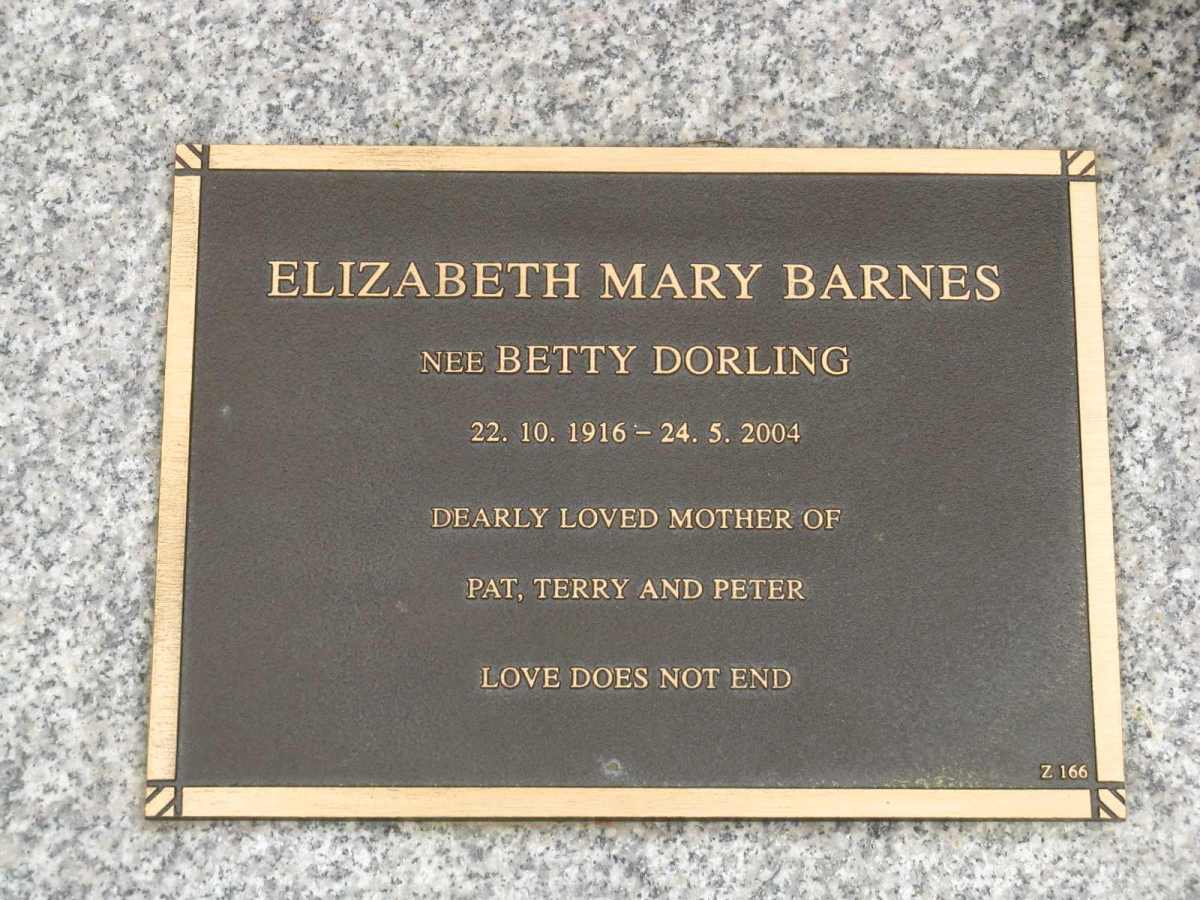 ELIZABETH MARY BARNES
NEE BETTY DORLING
22. 10. 1916 – 24. 5. 2004
DEARLY LOVED MOTHER OF
PAT, TERRY AND PETER
LOVE DOES NOT END
Z 166